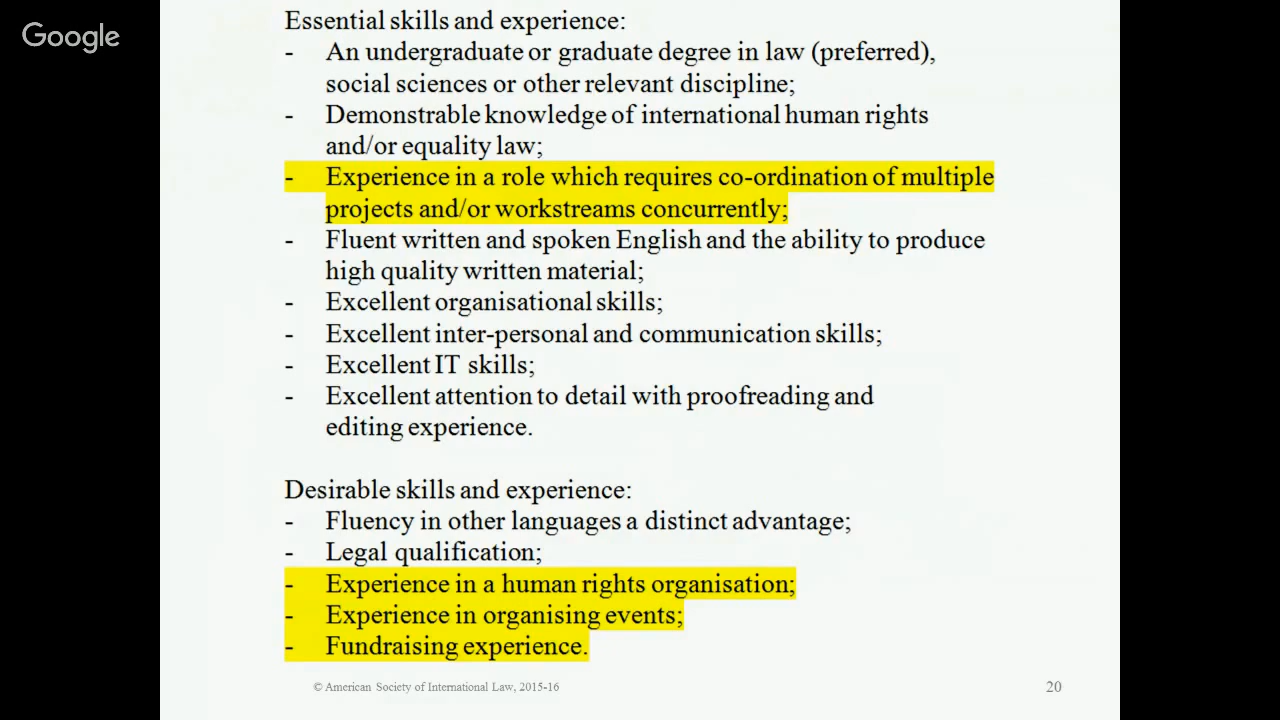 Google
Essential skills and experience:
- An undergraduate or graduate degree in law (preferred),
social sciences or other relevant discipline;
- Demonstrable knowledge of international human rights
and/or equality law;
- Experience in a role which requires co-ordination of multiple
projects and/or workstreams concurrently;
- Fluent written and spoken English and the ability to produce
high quality written material;
- Excellent organisational skills;
- Excellent inter-personal and communication skills;
- Excellent IT skills;
- Excellent attention to detail with proofreading and
editing experience.
Desirable skills and experience:
- Fluency in other languages a distinct advantage;
- Legal qualification;
- Experience in a human rights organisation;
- Experience in organising events;
- Fundraising experience.
© American Society of International Law, 2015-16
20